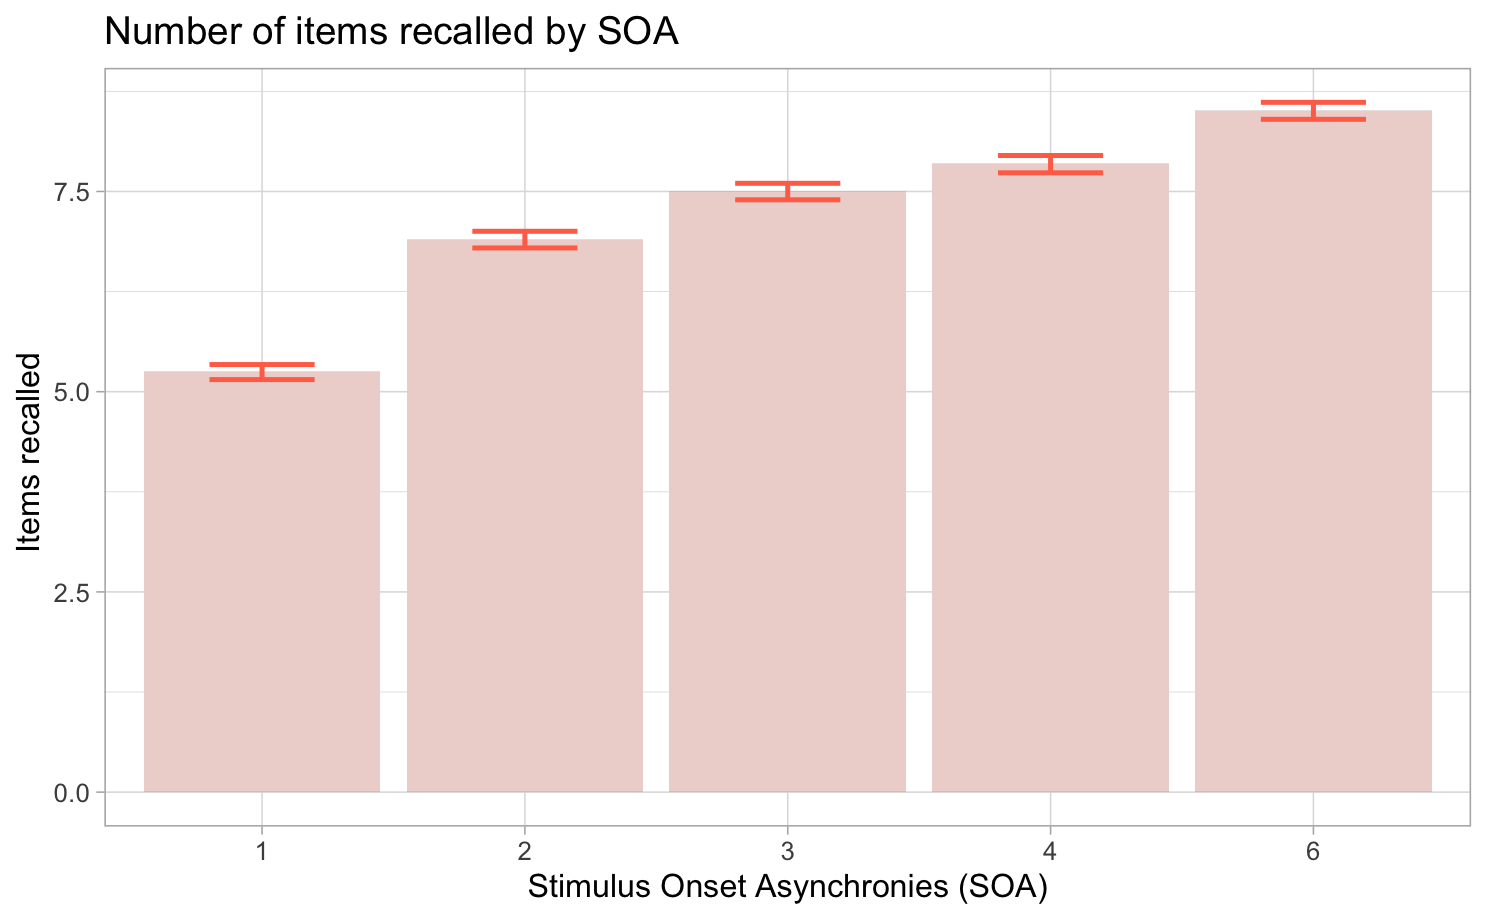 Number of items recalled by SOA
Items recalled
7.5
5.0
2.5
0.0
1 2 3 4 6
Stimulus Onset Asynchronies (SOA)